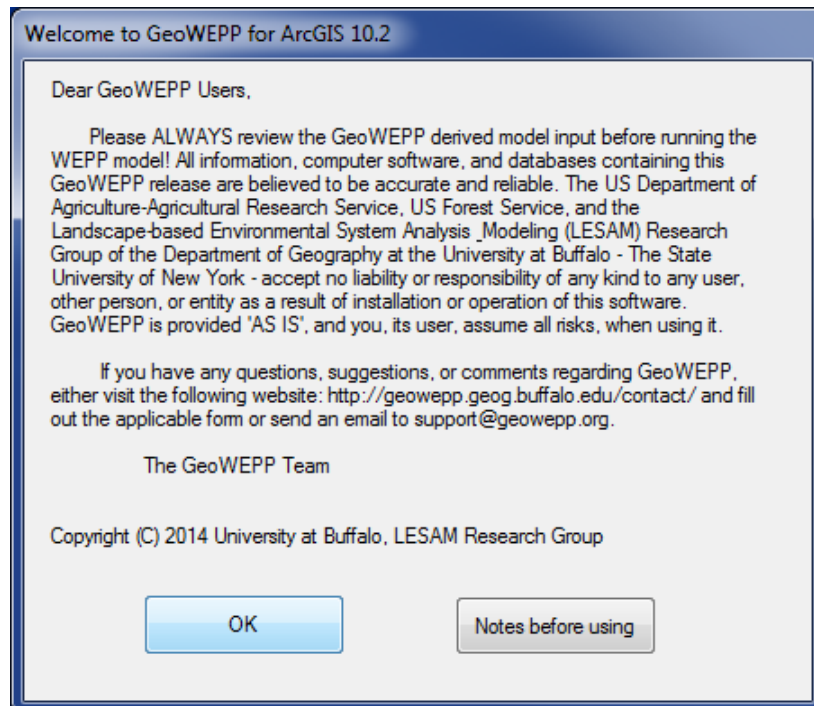 Welcome to GeoWEPP for ArcGIS 10.2
Dear GeoWEPP Users,
Please ALWAYS review the GeoWEPP derived model input before running the
WEPP model! All information, computer software, and databases containing this
GeoWEPP release are believed to be accurate and reliable. The US Department of
Agriculture-Agricultural Research Service, US Forest Service, and the
Landscape-based Environmental System Analysis _Modeling (LESAM) Research
Group of the Department of Geography at the University at Buffalo - The State
University of New York - accept no liability or responsibility of any kind to any user,
other person, or entity as a result of installation or operation of this software.
GeoWEPP is provided 'AS IS', and you, its user, assume all risks, when using it.
If you have any questions, suggestions, or comments regarding GeoWEPP,
either visit the following website: http://geowepp.geog.buffalo.edu/contact/ and fill
out the applicable form or send an email to support@geowepp.org.
The GeoWEPP Team
Copyright (C) 2014 University at Buffalo, LESAM Research Group
OK
Notes before using